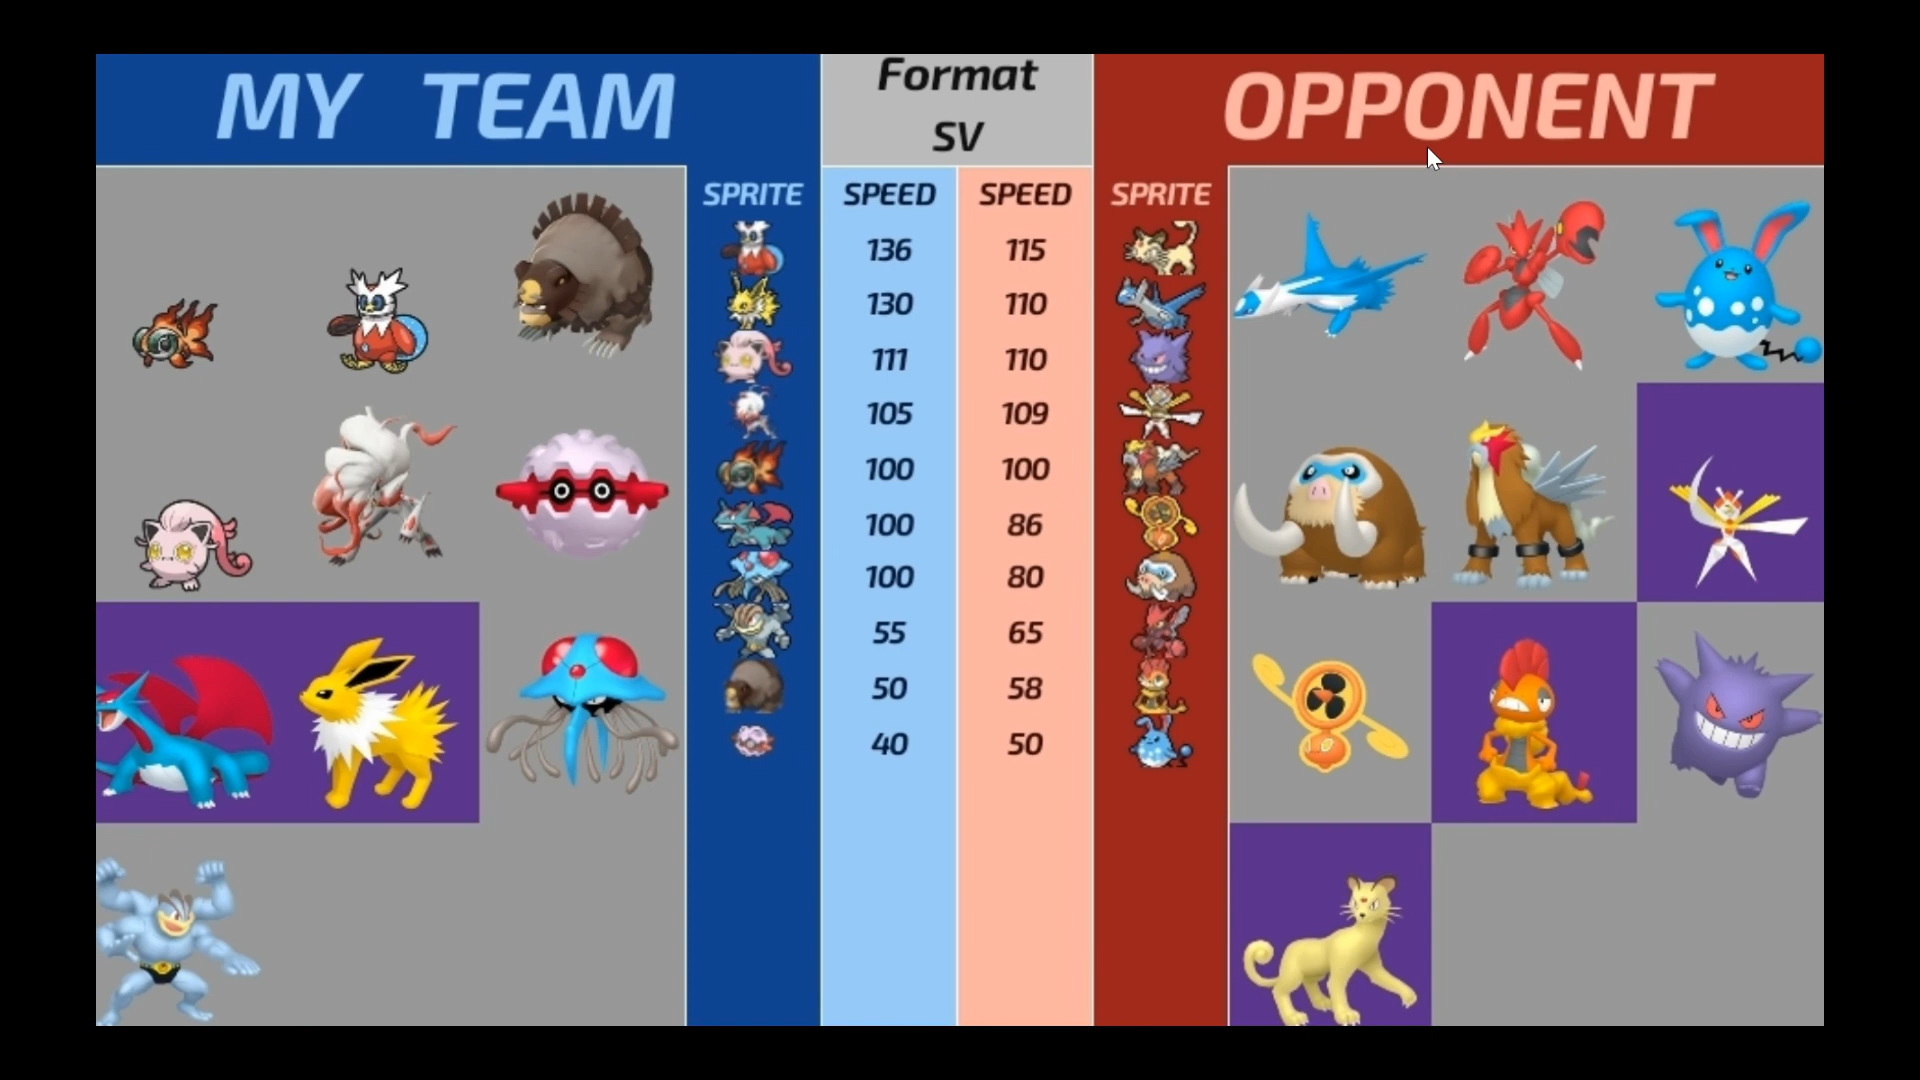 MY TEAM
Format
SV
OPPONENT
SPRITE SPEED SPEED SPRITE
136 115
130 110
111 110
105 109
100 100
100 86
100 80
55 65
50 58
40 50